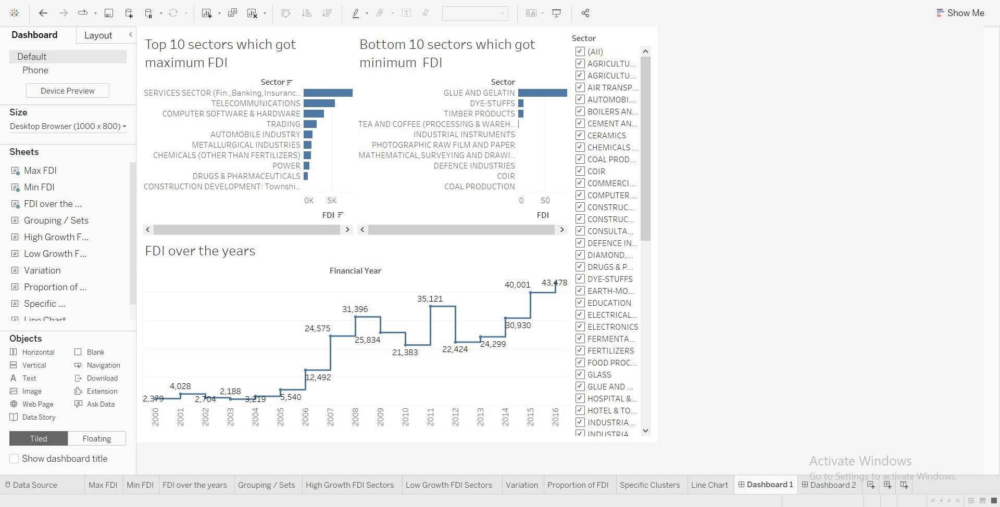 Show Me
Dashboard
Layout
Default
Phone
Device Preview
Size
Desktop Browser (1000 x 800)
Sheets
Max FDI
Min FDI
FDI over the ...
Grouping / Sets
High Growth F...
Low Growth F...
Variation
Proportion of ...
Specific ...
Line Chart
Objects
Horizontal
Blank
Vertical
Navigation
Text
Download
Image
Extension
Web Page
Ask Data
Data Story
Tiled
Floating
Show dashboard title
Top 10 sectors which got
maximum FDI
Sector
SERVICES SECTOR (Fin.,Banking,Insuranc..
TELECOMMUNICATIONS
COMPUTER SOFTWARE & HARDWARE
TRADING
AUTOMOBILE INDUSTRY
METALLURGICAL INDUSTRIES
CHEMICALS (OTHER THAN FERTILIZERS)
POWER
DRUGS & PHARMACEUTICALS
CONSTRUCTION DEVELOPMENT: Townshi..
0K 5K
FDI
Bottom 10 sectors which got
minimum FDI
Sector
GLUE AND GELATIN
DYE-STUFFS
TIMBER PRODUCTS
TEA AND COFFEE (PROCESSING & WAREH..
INDUSTRIAL INSTRUMENTS
PHOTOGRAPHIC RAW FILM AND PAPER
MATHEMATICAL,SURVEYING AND DRAWI..
DEFENCE INDUSTRIES
COIR
COAL PRODUCTION
0 50
FDI
FDI over the years
Financial Year
2,379
4,028
2,704
2,188
3,219
5,540
12,492
24,575
31,396
25,834
21,383
35,121
22,424
24,299
30,930
40,001
43,478
2000 2001 2002 2003 2004 2005 2006 2007 2008 2009 2010 2011 2012 2013 2014 2015 2016
Sector
(All)
AGRICULTU...
AGRICULTU...
AIR TRANSP...
AUTOMOBI...
BOILERS AN...
CEMENT AN...
CERAMICS
CHEMICALS ...
COAL PROD...
COIR
COMMERCI...
COMPUTER ...
CONSTRUC...
CONSTRUC...
CONSULTA...
DEFENCE IN...
DIAMOND,...
DRUGS & P...
DYE-STUFFS
EARTH-MO...
EDUCATION
ELECTRICAL...
ELECTRONICS
FERMENTA...
FERTILIZERS
FOOD PROC...
GLASS
GLUE AND ...
HOSPITAL &...
HOTEL & TO...
INDUSTRIA...
INDUSTRIA
Activate Windows
Go to Settings to activate Windows.
Data Source
Max FDI
Min FDI
FDI over the years
Grouping / Sets
High Growth FDI Sectors
Low Growth FDI Sectors
Variation
Proportion of FDI
Specific Clusters
Line Chart
Dashboard 1
Dashboard 2